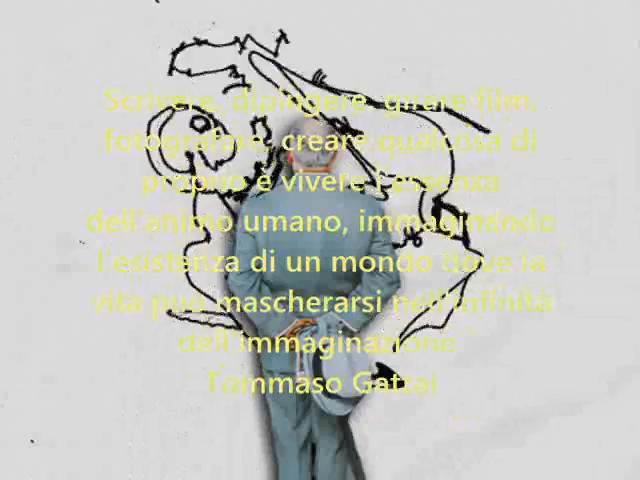 Scrivere, dipingere, girare film,
fotografare, creare qualcosa di
proprio è vivere l'essenza
dell'animo umano, immaginando
l'esistenza di un mondo dove la
vita può mascherarsi nell'infinità
dell'immaginazione
Tommaso Gattai